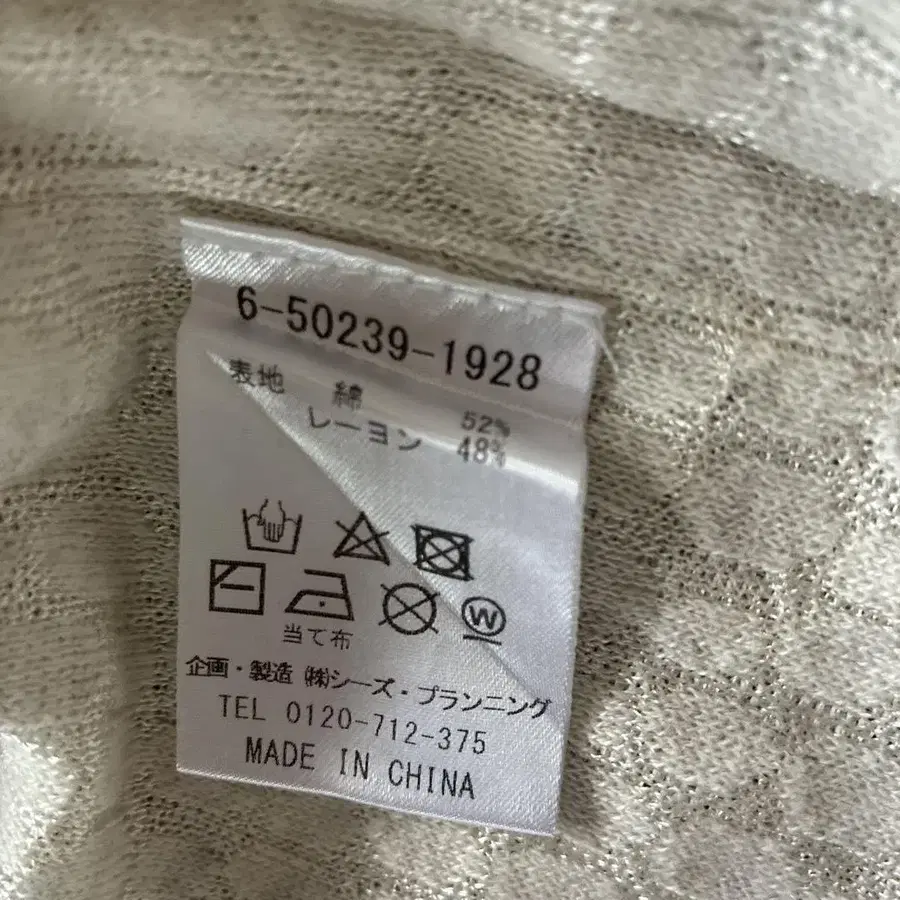 6-50239-1928
表地 綿 52%
レーヨン 48%
W
当て布
企画・製造 ㈱シーズ・プランニング
TEL 0120-712-375
MADE IN CHINA